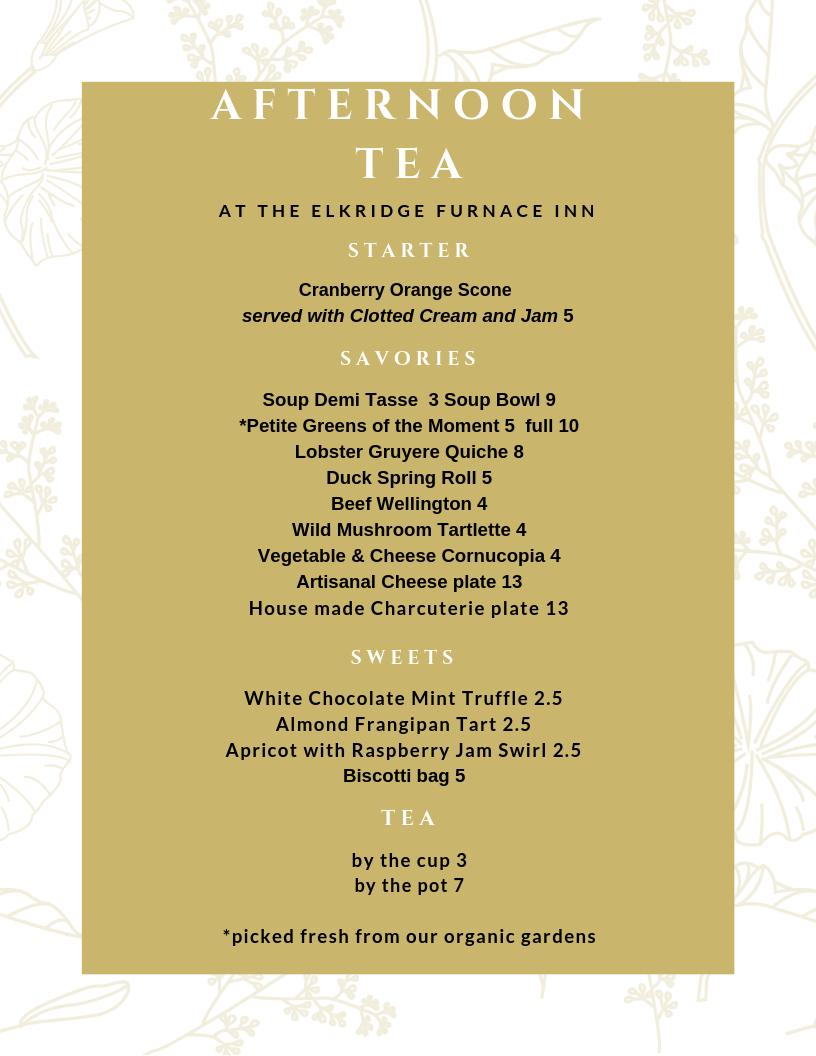 AFTERNOON
TEA
AT THE ELKRIDGE FURNACE INN
STARTER
Cranberry Orange Scone
served with Clotted Cream and Jam 5
SAVORIES
Soup Demi Tasse  3 Soup Bowl 9
*Petite Greens of the Moment 5  full 10
Lobster Gruyere Quiche 8
Duck Spring Roll 5
Beef Wellington 4
Wild Mushroom Tartlette 4
Vegetable & Cheese Cornucopia 4
Artisanal Cheese plate 13
House made Charcuterie plate 13
SWEETS
White Chocolate Mint Truffle 2.5
Almond Frangipan Tart 2.5
Apricot with Raspberry Jam Swirl 2.5
Biscotti bag 5
TEA
by the cup 3
by the pot 7
*picked fresh from our organic gardens